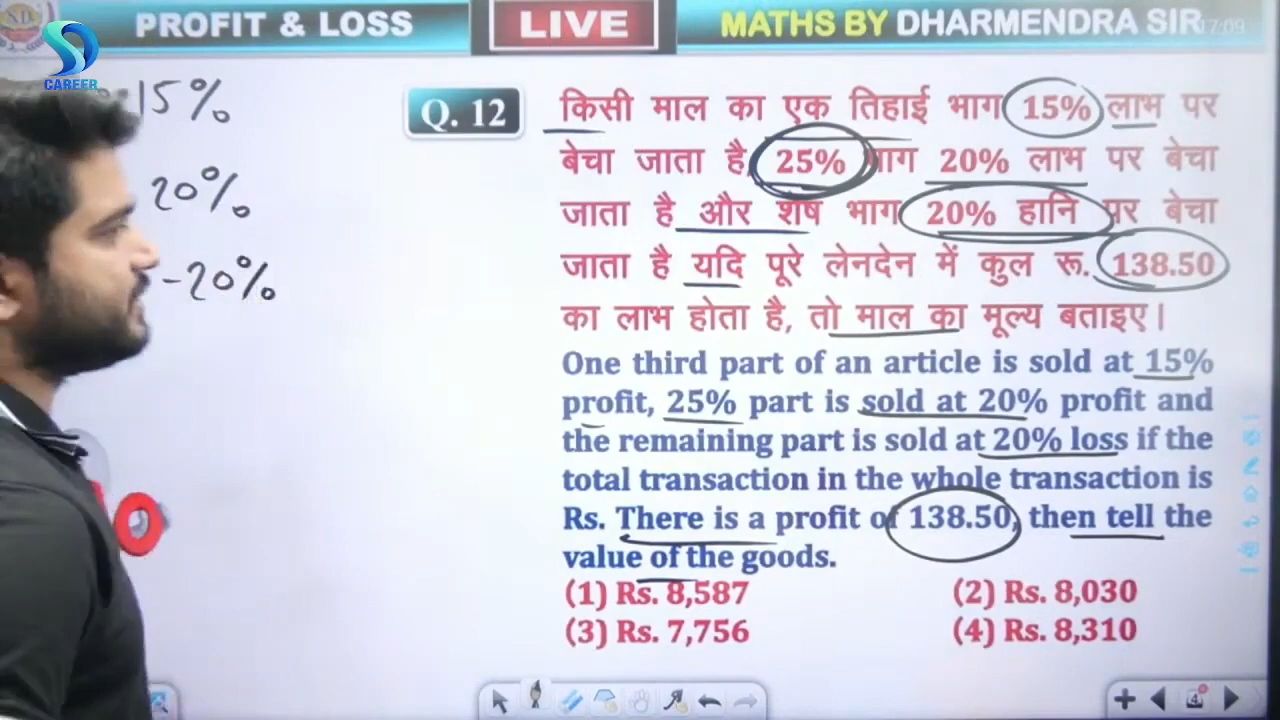 PROFIT & LOSS
LIVE
MATHS BY DHARMENDRA SIR
17:09
SD
CAREER
15%
20%
-20%
Q. 12
किसी माल का एक तिहाई भाग 15% लाभ पर
बेचा जाता है 25% भाग 20% लाभ पर बेचा
जाता है और शेष भाग 20% हानि पर बेचा
जाता है यदि पूरे लेनदेन में कुल रू. 138.50
का लाभ होता है, तो माल का मूल्य बताइए।
One third part of an article is sold at 15%
profit, 25% part is sold at 20% profit and
the remaining part is sold at 20% loss if the
total transaction in the whole transaction is
Rs. There is a profit of 138.50, then tell the
value of the goods.
(1) Rs. 8,587 (2) Rs. 8,030
(3) Rs. 7,756 (4) Rs. 8,310